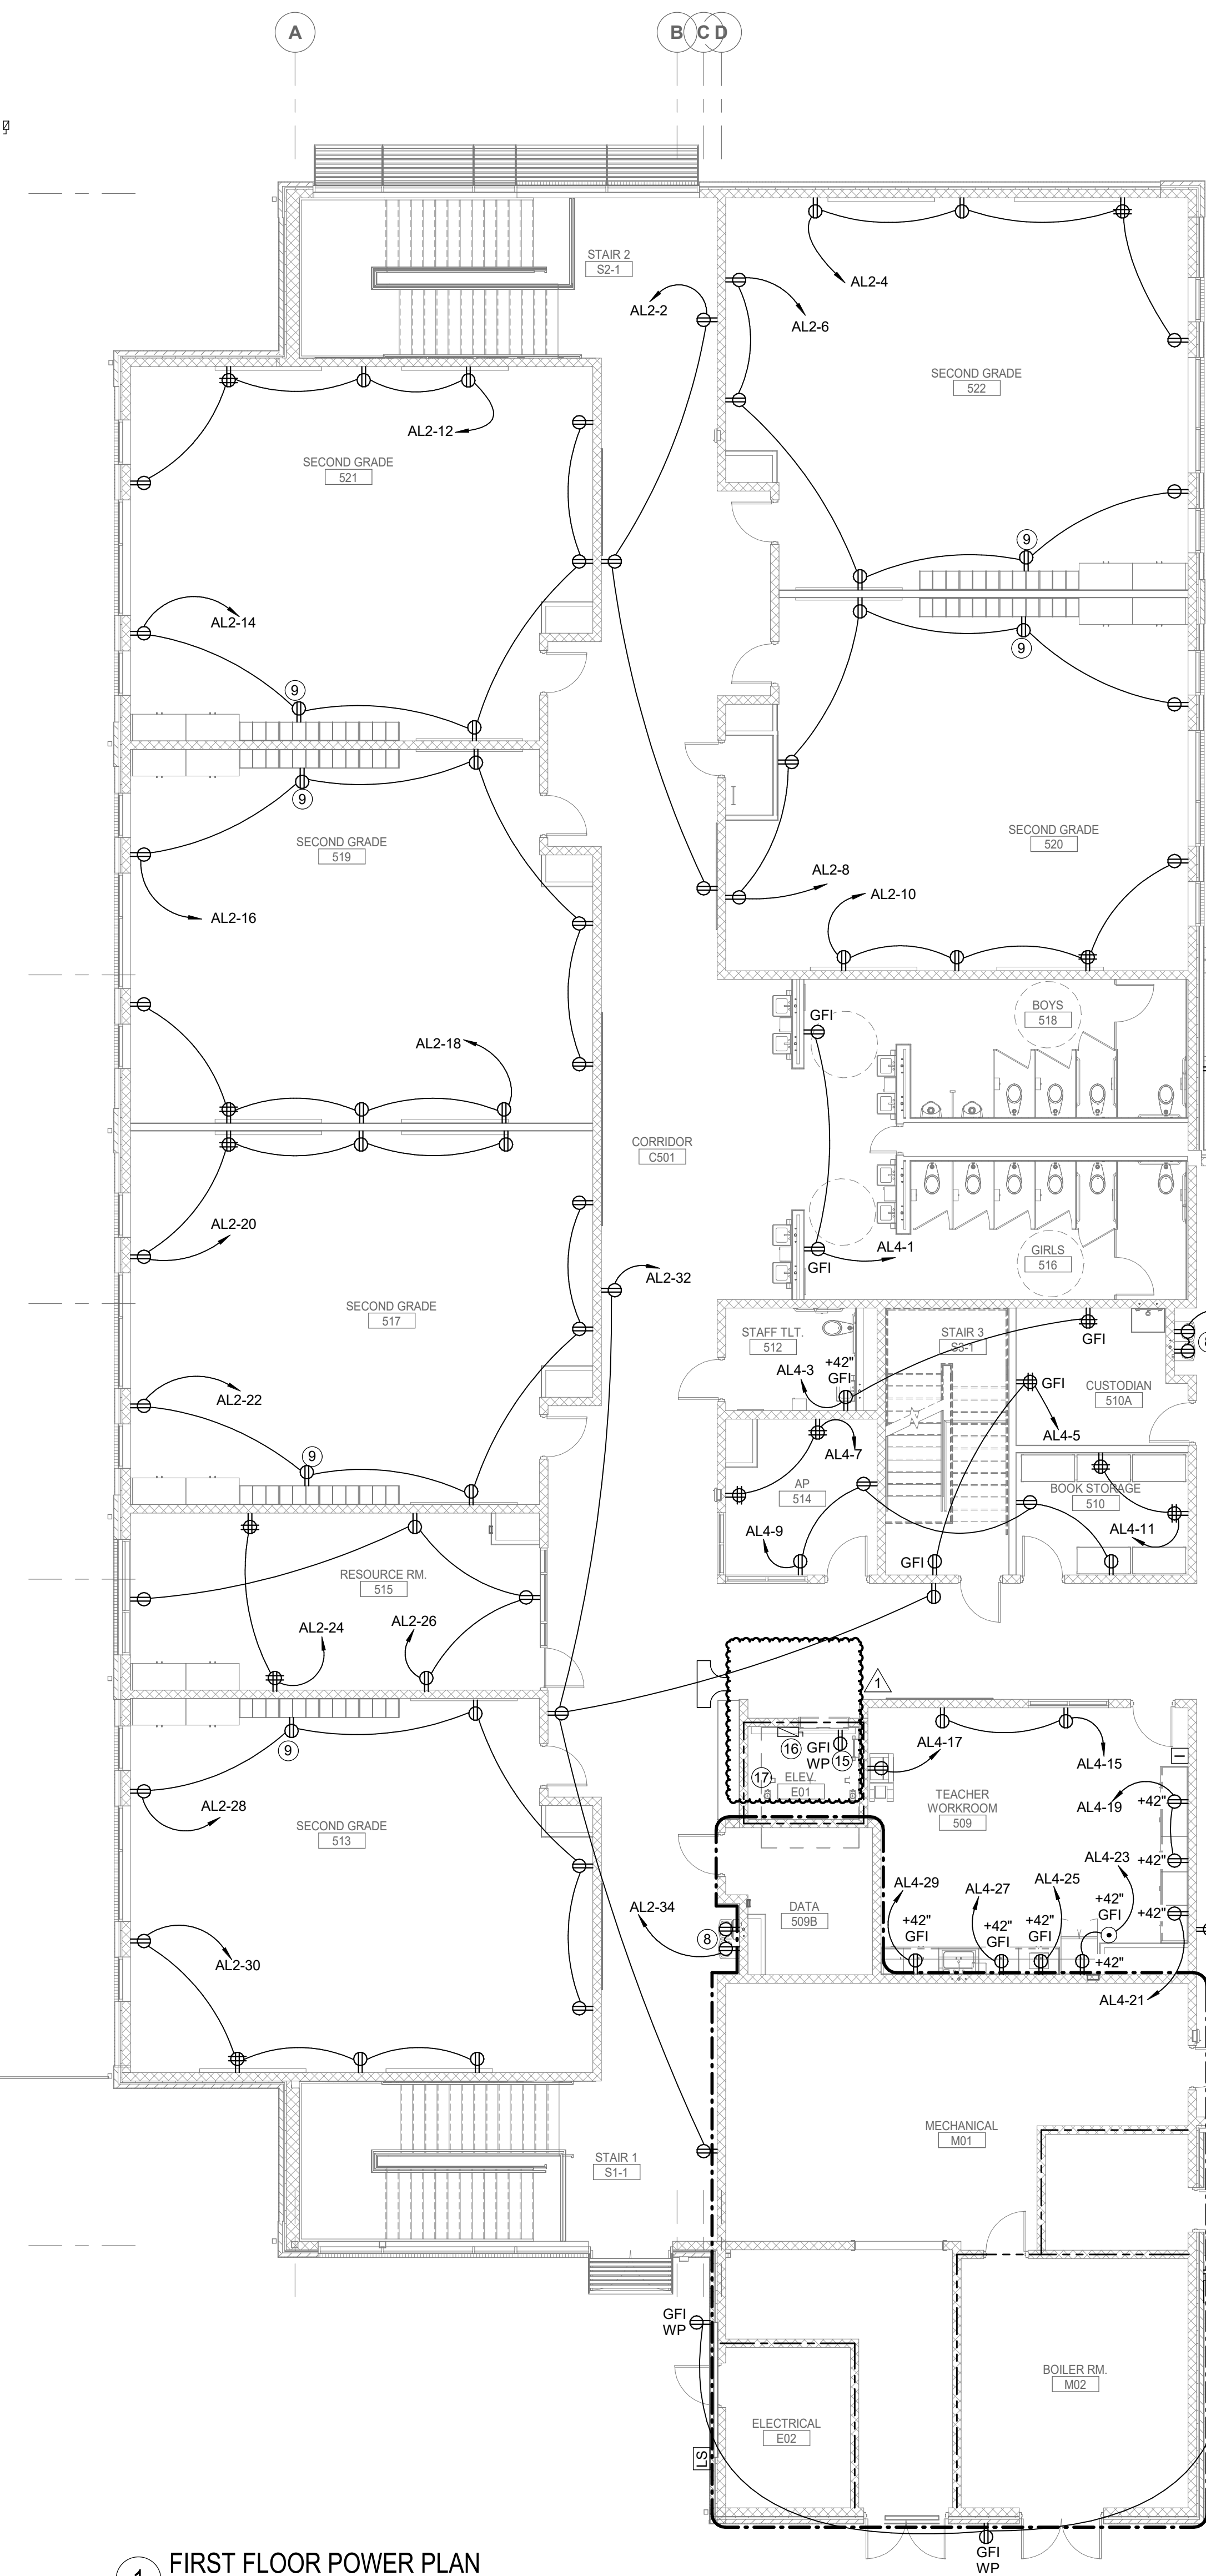 A
B
C
D
STAIR 2
S2-1
AL2-4
AL2-2
AL2-6
SECOND GRADE
522
AL2-12
SECOND GRADE
521
9
AL2-14
9
9
9
SECOND GRADE
519
SECOND GRADE
520
AL2-8
AL2-10
AL2-16
BOYS
518
GFI
AL2-18
CORRIDOR
C501
AL2-20
AL4-1
GIRLS
516
GFI
AL2-32
SECOND GRADE
517
STAFF TLT.
512
STAIR 3
S3-1
GFI
+42"
GFI
AL4-3
GFI
CUSTODIAN
510A
AL2-22
AL4-5
AL4-7
9
AP
514
BOOK STORAGE
510
AL4-9
AL4-11
GFI
RESOURCE RM.
515
AL2-24
AL2-26
1
9
16
GFI
WP
15
AL4-17
AL4-15
17
ELEV.
E01
TEACHER
WORKROOM
509
AL4-19
+42"
AL2-28
SECOND GRADE
513
AL4-23
+42"
AL4-29
AL4-27
AL4-25
AL2-34
DATA
509B
+42"
GFI
+42"
GFI
+42"
GFI
+42"
GFI
+42"
8
+42"
AL2-30
AL4-21
MECHANICAL
M01
STAIR 1
S1-1
GFI
WP
BOILER RM.
M02
ELECTRICAL
E02
LS
GFI
WP
1
FIRST FLOOR POWER PLAN